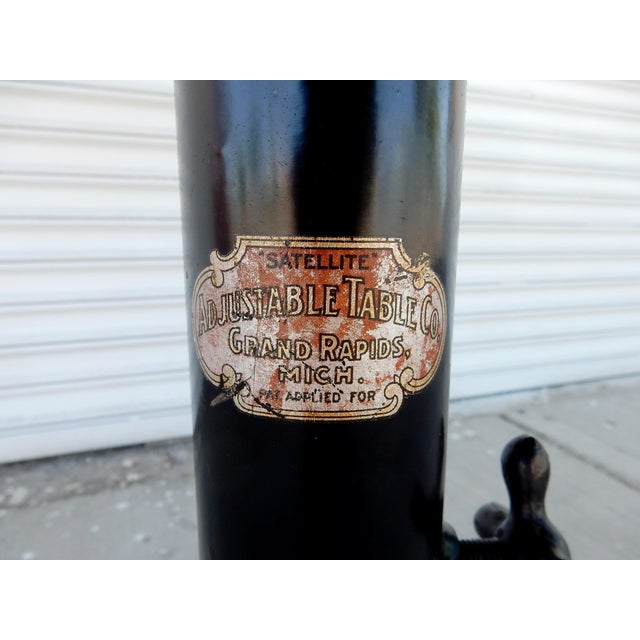 "SATELLITE"
ADJUSTABLE TABLE CO.
GRAND RAPIDS,
MICH.
PAT APPLIED FOR